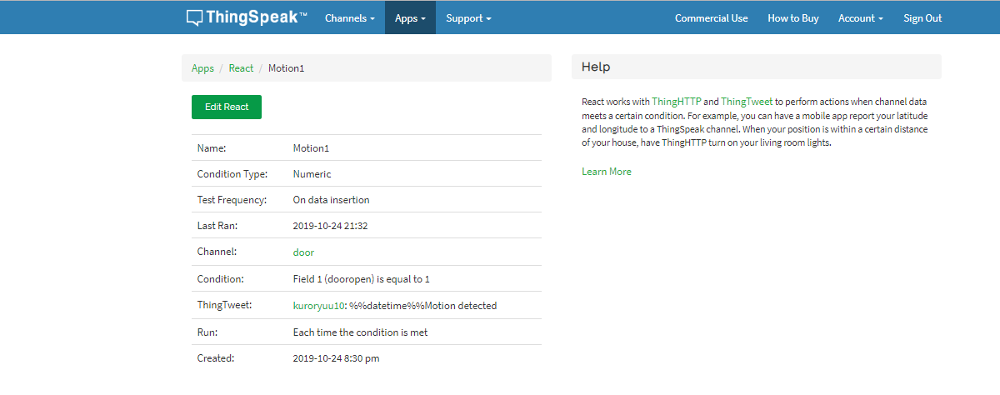 ThingSpeak™ Channels Apps Support Commercial Use How to Buy Account Sign Out
Apps / React / Motion1
Edit React
Name: Motion1
Condition Type: Numeric
Test Frequency: On data insertion
Last Ran: 2019-10-24 21:32
Channel: door
Condition: Field 1 (dooropen) is equal to 1
ThingTweet: kuroryuu10: %%datetime%%Motion detected
Run: Each time the condition is met
Created: 2019-10-24 8:30 pm
Help
React works with ThingHTTP and ThingTweet to perform actions when channel data
meets a certain condition. For example, you can have a mobile app report your latitude
and longitude to a ThingSpeak channel. When your position is within a certain distance
of your house, have ThingHTTP turn on your living room lights.
Learn More